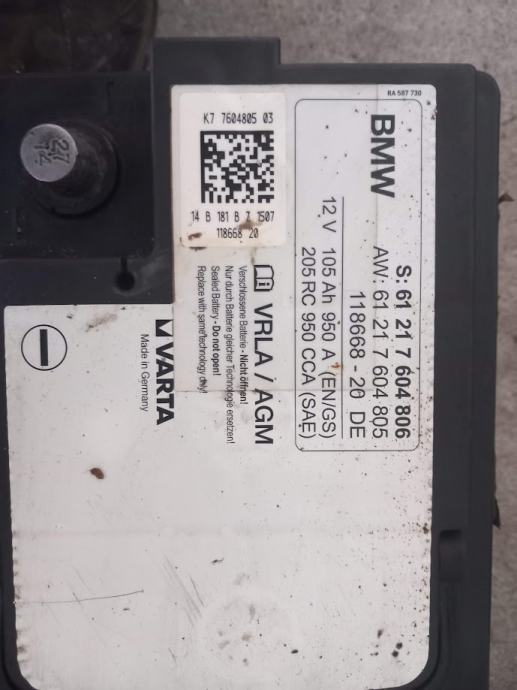 RA 587 730
K7 7604805 03
14 B 181 B Z 1507
118668 20
BMW
S: 61 21 7 604 806
AW: 61 21 7 604 805
118668 - 20 DE
12 V 105 Ah 950 A (EN/GS)
205 RC 950 CCA (SAE)
VRLA / AGM
Verschlossene Batterie - Nicht öffnen!
Nur durch Batterie gleicher Technologie ersetzen!
Sealed Battery - Do not open!
Replace with same technology only!
VARTA
Made in Germany